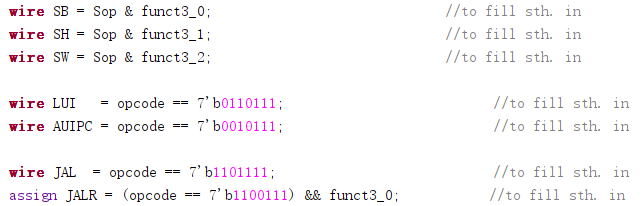 wire SB = Sop & funct3_0; //to fill sth. in
wire SH = Sop & funct3_1; //to fill sth. in
wire SW = Sop & funct3_2; //to fill sth. in
wire LUI = opcode == 7'b0110111; //to fill sth. in
wire AUIPC = opcode == 7'b0010111; //to fill sth. in
wire JAL = opcode == 7'b1101111; //to fill sth. in
assign JALR = (opcode == 7'b1100111) && funct3_0; //to fill sth. in